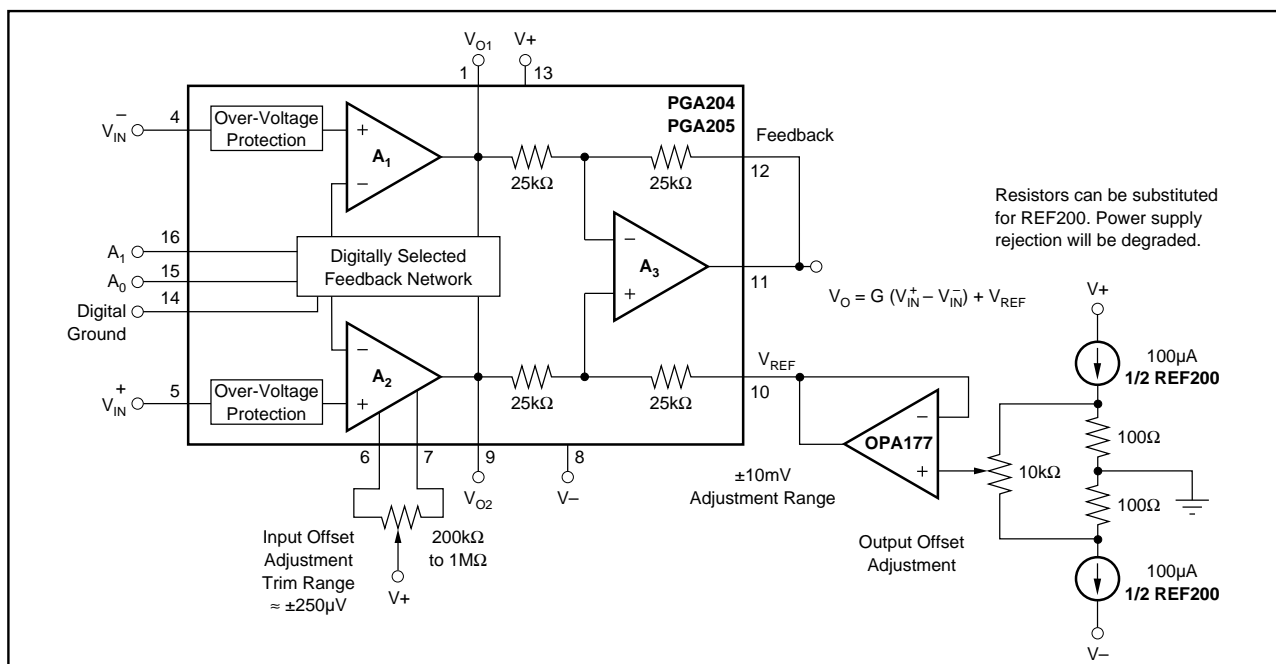 V_O1
V+
1
13
PGA204
PGA205
Feedback
4
V_IN^–
Over-Voltage
Protection
+
A_1
–
25kΩ
25kΩ
12
Resistors can be substituted
for REF200. Power supply
rejection will be degraded.
16
A_1
15
A_0
14
Digital
Ground
Digitally Selected
Feedback Network
–
A_3
+
11
V_O = G (V_IN^+ – V_IN^–) + V_REF
V+
100µA
1/2 REF200
–
A_2
+
5
V_IN^+
Over-Voltage
Protection
25kΩ
25kΩ
V_REF
10
–
OPA177
+
10kΩ
100Ω
100Ω
6
7
9
8
V_O2
V–
±10mV
Adjustment Range
Output Offset
Adjustment
Input Offset
Adjustment
Trim Range
≈ ±250µV
200kΩ
to 1MΩ
V+
100µA
1/2 REF200
V–